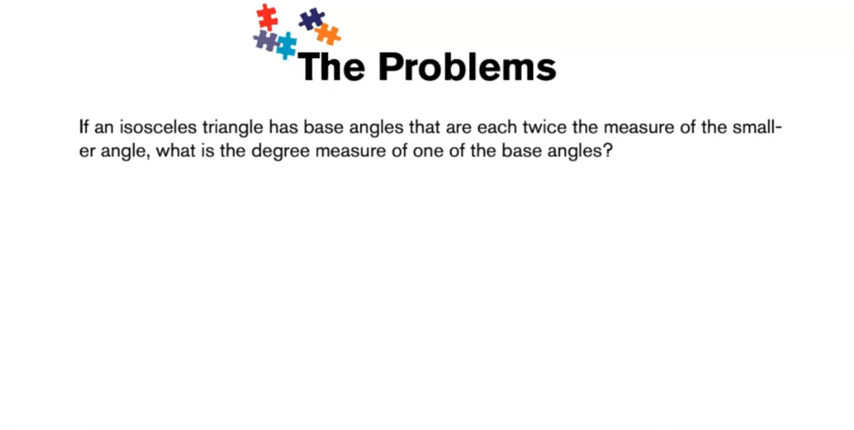 The Problems
If an isosceles triangle has base angles that are each twice the measure of the small-
er angle, what is the degree measure of one of the base angles?